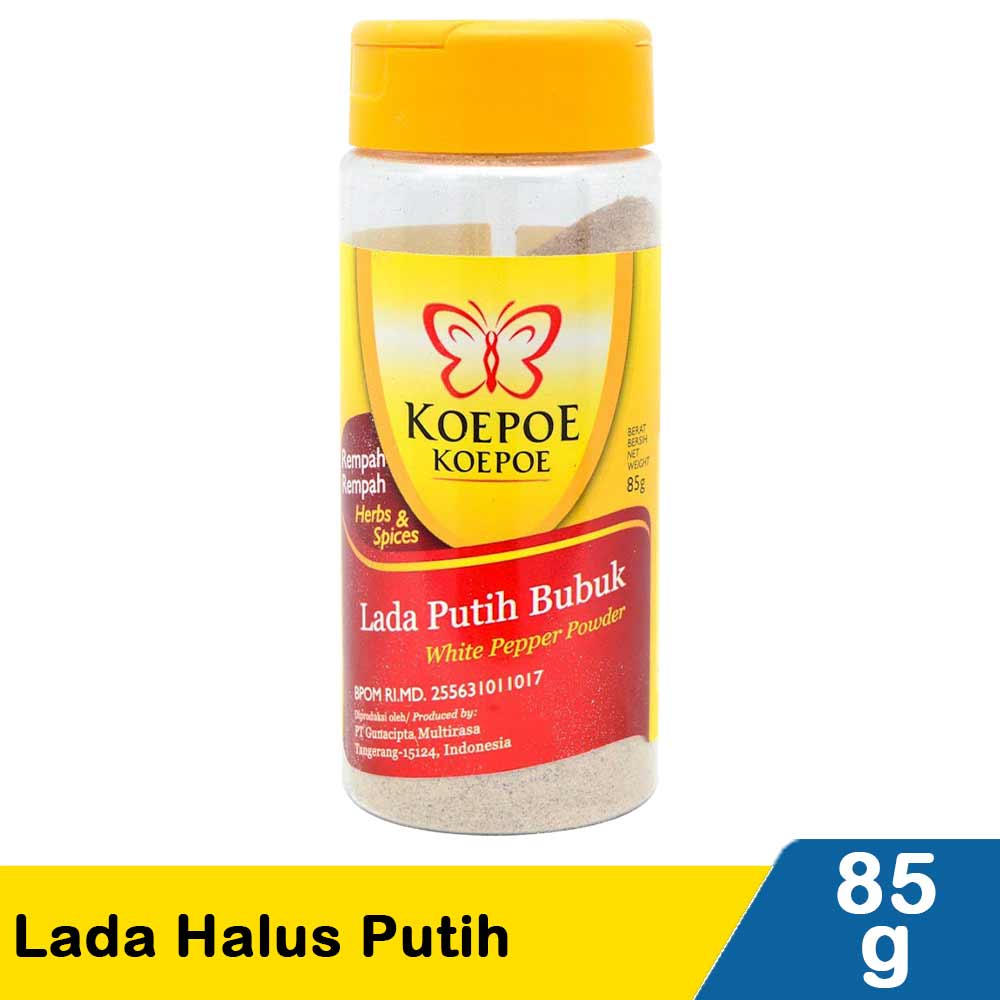 KOEPOE
KOEPOE
Rempah
Rempah
Herbs &
Spices
BERAT
BERSIH
NET
WEIGHT
85g
Lada Putih Bubuk
White Pepper Powder
BPOM RI.MD. 255631011017
Diproduksi oleh/ Produced by:
PT Gunacipta Multirasa
Tangerang-15124, Indonesia
Lada Halus Putih
85
g